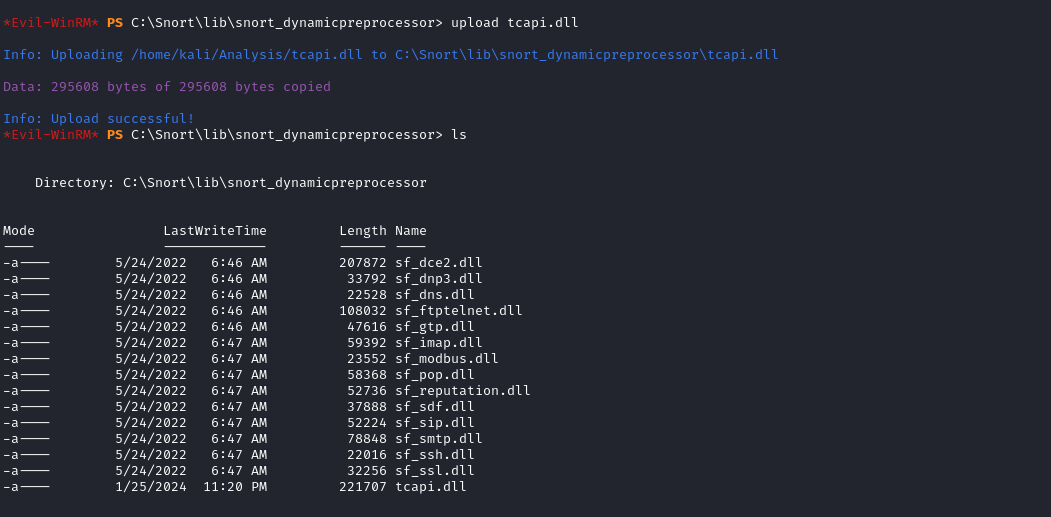 *Evil-WinRM* PS C:\Snort\lib\snort_dynamicpreprocessor> upload tcapi.dll
Info: Uploading /home/kali/Analysis/tcapi.dll to C:\Snort\lib\snort_dynamicpreprocessor\tcapi.dll
Data: 295608 bytes of 295608 bytes copied
Info: Upload successful!
*Evil-WinRM* PS C:\Snort\lib\snort_dynamicpreprocessor> ls
Directory: C:\Snort\lib\snort_dynamicpreprocessor
Mode LastWriteTime Length Name
---- ------------- ------ ----
-a---- 5/24/2022 6:46 AM 207872 sf_dce2.dll
-a---- 5/24/2022 6:46 AM 33792 sf_dnp3.dll
-a---- 5/24/2022 6:46 AM 22528 sf_dns.dll
-a---- 5/24/2022 6:46 AM 108032 sf_ftptelnet.dll
-a---- 5/24/2022 6:46 AM 47616 sf_gtp.dll
-a---- 5/24/2022 6:47 AM 59392 sf_imap.dll
-a---- 5/24/2022 6:47 AM 23552 sf_modbus.dll
-a---- 5/24/2022 6:47 AM 58368 sf_pop.dll
-a---- 5/24/2022 6:47 AM 52736 sf_reputation.dll
-a---- 5/24/2022 6:47 AM 37888 sf_sdf.dll
-a---- 5/24/2022 6:47 AM 52224 sf_sip.dll
-a---- 5/24/2022 6:47 AM 78848 sf_smtp.dll
-a---- 5/24/2022 6:47 AM 22016 sf_ssh.dll
-a---- 5/24/2022 6:47 AM 32256 sf_ssl.dll
-a---- 1/25/2024 11:20 PM 221707 tcapi.dll